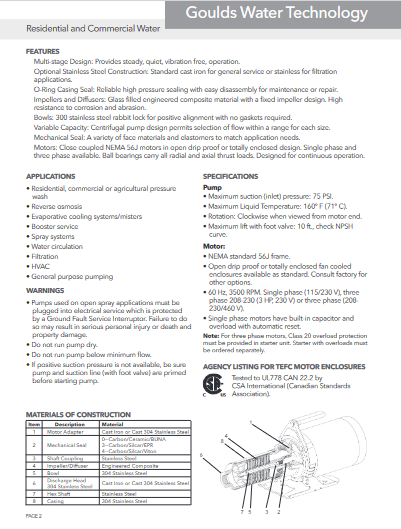 Goulds Water Technology
Residential and Commercial Water
FEATURES
Multi-stage Design: Provides steady, quiet, vibration free, operation.
Optional Stainless Steel Construction: Standard cast iron for general service or stainless for filtration
applications.
O-Ring Casing Seal: Reliable high pressure sealing with easy disassembly for maintenance or repair.
Impellers and Diffusers: Glass filled engineered composite material with a fixed impeller design. High
resistance to corrosion and abrasion.
Bowls: 300 stainless steel rabbit lock for positive alignment with no gaskets required.
Variable Capacity: Centrifugal pump design permits selection of flow within a range for each size.
Mechanical Seal: A variety of face materials and elastomers to match application needs.
Motors: Close coupled NEMA 56J motors in open drip proof or totally enclosed design. Single phase and
three phase available. Ball bearings carry all radial and axial thrust loads. Designed for continuous operation.
APPLICATIONS
• Residential, commercial or agricultural pressure
wash
• Reverse osmosis
• Evaporative cooling systems/misters
• Booster service
• Spray systems
• Water circulation
• Filtration
• HVAC
• General purpose pumping
WARNINGS
• Pumps used on open spray applications must be
plugged into electrical service which is protected
by a Ground Fault Service Interruptor. Failure to do
so may result in serious personal injury or death and
property damage.
• Do not run pump dry.
• Do not run pump below minimum flow.
• If positive suction pressure is not available, be sure
pump and suction line (with foot valve) are primed
before starting pump.
SPECIFICATIONS
Pump
• Maximum suction (inlet) pressure: 75 PSI.
• Maximum Liquid Temperature: 160° F (71° C).
• Rotation: Clockwise when viewed from motor end.
• Maximum lift with foot valve: 10 ft., check NPSH
curve.
Motor:
• NEMA standard 56J frame.
• Open drip proof or totally enclosed fan cooled
enclosures available as standard. Consult factory for
other options.
• 60 Hz, 3500 RPM. Single phase (115/230 V), three
phase 208-230 (3 HP, 230 V) or three phase (208-
230/460 V).
• Single phase motors have built-in capacitor and
overload with automatic reset.
Note: For three phase motors, Class 20 overload protection
must be provided in starter unit. Starter with overloads must
be ordered separately.
AGENCY LISTING FOR TEFC MOTOR ENCLOSURES
C US
Tested to UL778 CAN 22.2 by
CSA International (Canadian Standards
Association).
MATERIALS OF CONSTRUCTION
Item Description Material
1 Motor Adapter Cast Iron or Cast 304 Stainless Steel
2 Mechanical Seal 0—Carbon/Ceramic/BUNA
3—Carbon/Silcar/EPR
4—Carbon/Silcar/Viton
3 Shaft Coupling Stainless Steel
4 Impeller/Diffuser Engineered Composite
5 Bowl 304 Stainless Steel
6 Discharge Head
304 Stainless Steel Cast Iron or Cast 304 Stainless Steel
7 Hex Shaft Stainless Steel
8 Casing 304 Stainless Steel
7 5 3 2
PAGE 2